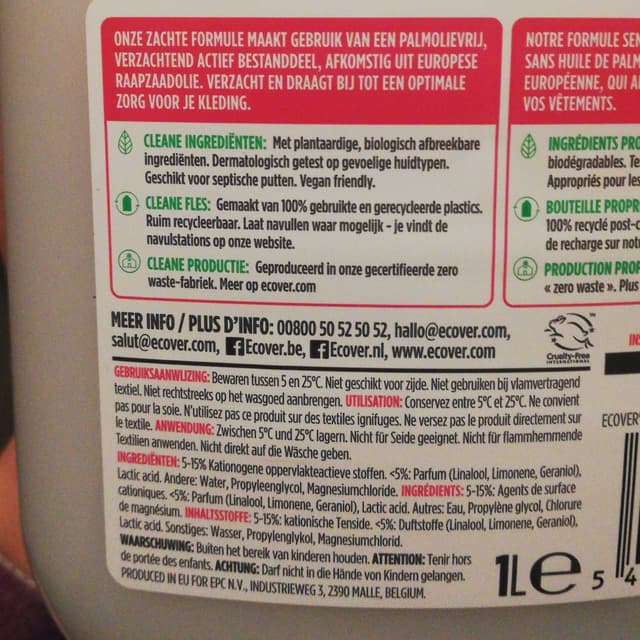 ONZE ZACHTE FORMULE MAAKT GEBRUIK VAN EEN PALMOLIEVRIJ,
VERZACHTEND ACTIEF BESTANDDEEL, AFKOMSTIG UIT EUROPESE
RAAPZAADOLIE. VERZACHT EN DRAAGT BIJ TOT EEN OPTIMALE
ZORG VOOR JE KLEDING.
CLEANE INGREDIËNTEN: Met plantaardige, biologisch afbreekbare
ingrediënten. Dermatologisch getest op gevoelige huidtypen.
Geschikt voor septische putten. Vegan friendly.
CLEANE FLES: Gemaakt van 100% gebruikte en gerecycleerde plastics.
Ruim recycleerbaar. Laat navullen waar mogelijk - je vindt de
navulstations op onze website.
CLEANE PRODUCTIE: Geproduceerd in onze gecertifieerde zero
waste-fabriek. Meer op ecover.com
NOTRE FORMULE SEN
SANS HUILE DE PALM
EUROPÉENNE, QUI A
VOS VÊTEMENTS.
INGRÉDIENTS PRO
biodégradables. Te
Appropriés pour les
BOUTEILLE PROPR
100% recyclé post-c
de recharge sur not
PRODUCTION PROP
« zero waste ». Plus
MEER INFO / PLUS D'INFO: 00800 50 52 50 52, hallo@ecover.com,
salut@ecover.com, f Ecover.be, f Ecover.nl, www.ecover.com
Cruelty-Free
INTERNATIONAL
TM
INS
GEBRUIKSAANWIJZING: Bewaren tussen 5 en 25°C. Niet geschikt voor zijde. Niet gebruiken bij vlamvertragend
textiel. Niet rechtstreeks op het wasgoed aanbrengen. UTILISATION: Conservez entre 5°C et 25°C. Ne convient
pas pour la soie. N'utilisez pas ce produit sur des textiles ignifuges. Ne versez pas le produit directement sur
le textile. ANWENDUNG: Zwischen 5°C und 25°C lagern. Nicht für Seide geeignet. Nicht für flammhemmende
Textilien anwenden. Nicht direkt auf die Wäsche geben.
INGREDIËNTEN: 5-15% Kationogene oppervlakteactieve stoffen. <5%: Parfum (Linalool, Limonene, Geraniol),
Lactic acid. Andere: Water, Propyleenglycol, Magnesiumchloride. INGRÉDIENTS: 5-15%: Agents de surface
cationiques. <5%: Parfum (Linalool, Limonene, Geraniol), Lactic acid. Autres: Eau, Propylène glycol, Chlorure
de magnésium. INHALTSSTOFFE: 5-15%: kationische Tenside. <5%: Duftstoffe (Linalool, Limonene, Geraniol),
Lactic acid. Sonstiges: Wasser, Propylenglykol, Magnesiumchlorid.
WAARSCHUWING: Buiten het bereik van kinderen houden. ATTENTION: Tenir hors
de portée des enfants. ACHTUNG: Darf nicht in die Hände von Kindern gelangen.
PRODUCED IN EU FOR EPC N.V., INDUSTRIEWEG 3, 2390 MALLE, BELGIUM.
1L e
ECOVER
5 4